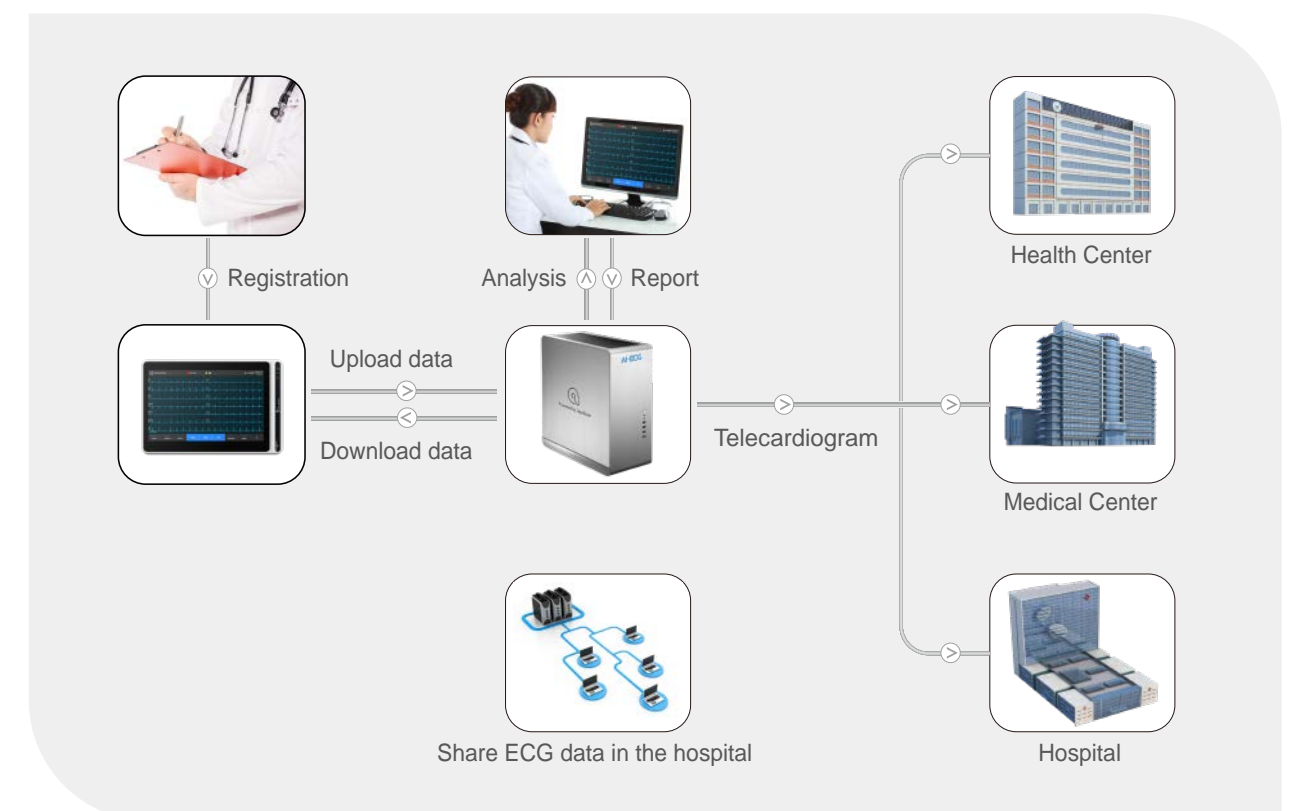 Registration
Analysis
Report
Health Center
Upload data
AI-ECG
Download data
Telecardiogram
Medical Center
Share ECG data in the hospital
Hospital